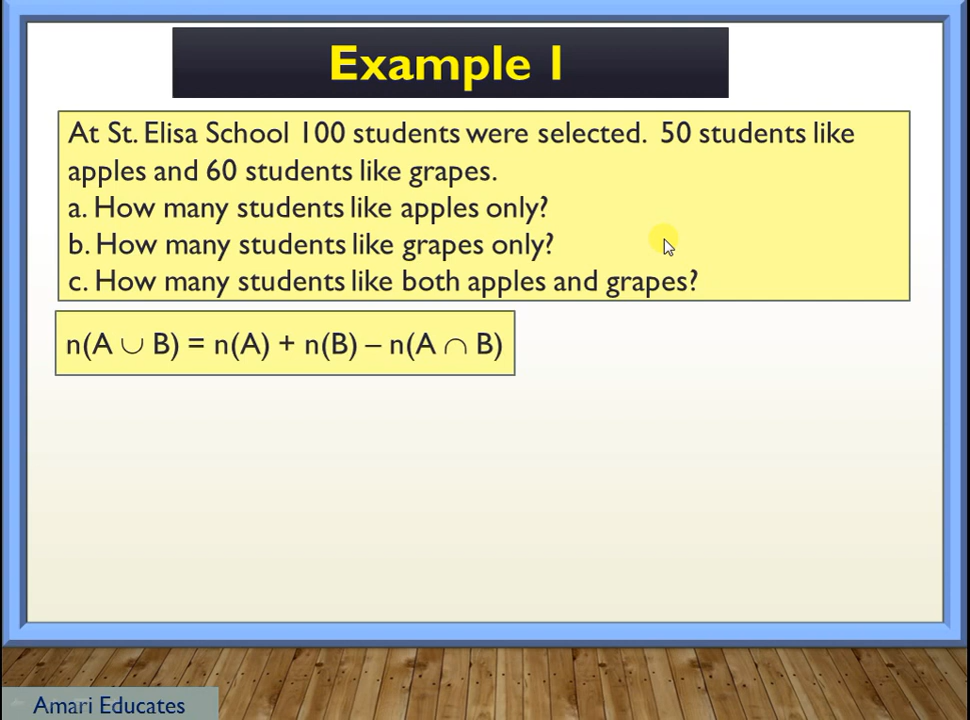 Example 1
At St. Elisa School 100 students were selected.  50 students like
apples and 60 students like grapes.
a. How many students like apples only?
b. How many students like grapes only?
c. How many students like both apples and grapes?
n(A ∪ B) = n(A) + n(B) – n(A ∩ B)
Amari Educates